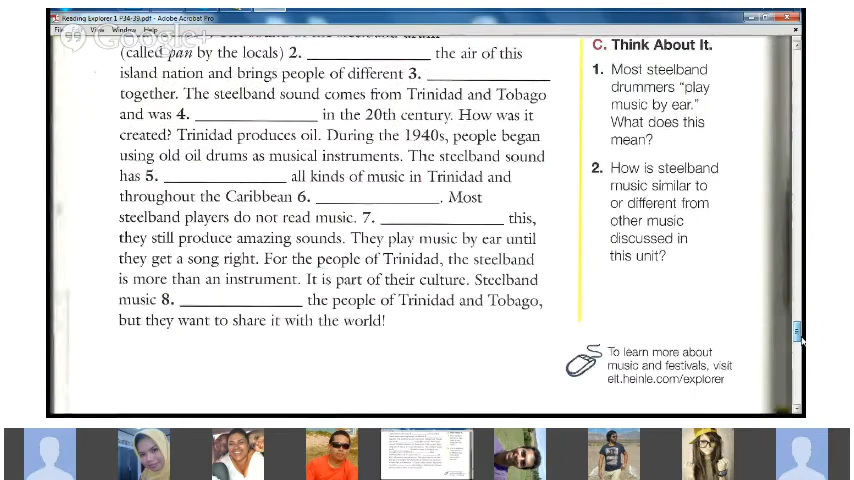 Reading Explorer 1 P34-39.pdf - Adobe Acrobat Pro
View Window Help
Google+
(called pan by the locals) 2. ______________ the air of this
island nation and brings people of different 3. ______________
together. The steelband sound comes from Trinidad and Tobago
and was 4. ______________ in the 20th century. How was it
created? Trinidad produces oil. During the 1940s, people began
using old oil drums as musical instruments. The steelband sound
has 5. ______________ all kinds of music in Trinidad and
throughout the Caribbean 6. ______________. Most
steelband players do not read music. 7. ______________ this,
they still produce amazing sounds. They play music by ear until
they get a song right. For the people of Trinidad, the steelband
is more than an instrument. It is part of their culture. Steelband
music 8. ______________ the people of Trinidad and Tobago,
but they want to share it with the world!
C. Think About It.
1. Most steelband
drummers "play
music by ear."
What does this
mean?
2. How is steelband
music similar to
or different from
other music
discussed in
this unit?
To learn more about
music and festivals, visit
elt.heinle.com/explorer